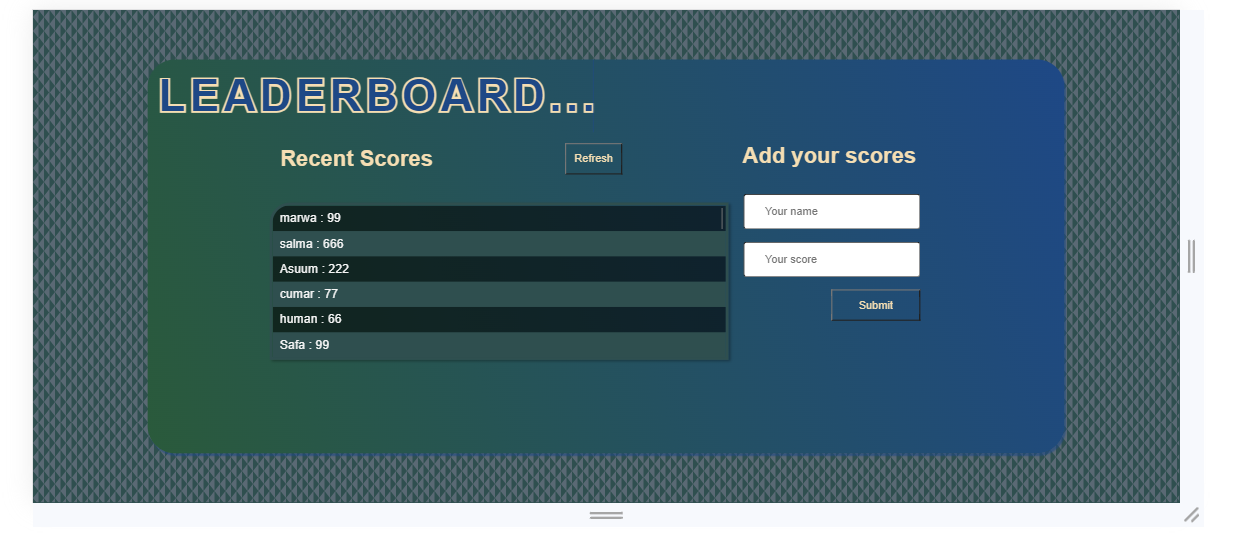 LEADERBOARD...
Recent Scores
Refresh
marwa : 99
salma : 666
Asuum : 222
cumar : 77
human : 66
Safa : 99
Add your scores
Your name
Your score
Submit